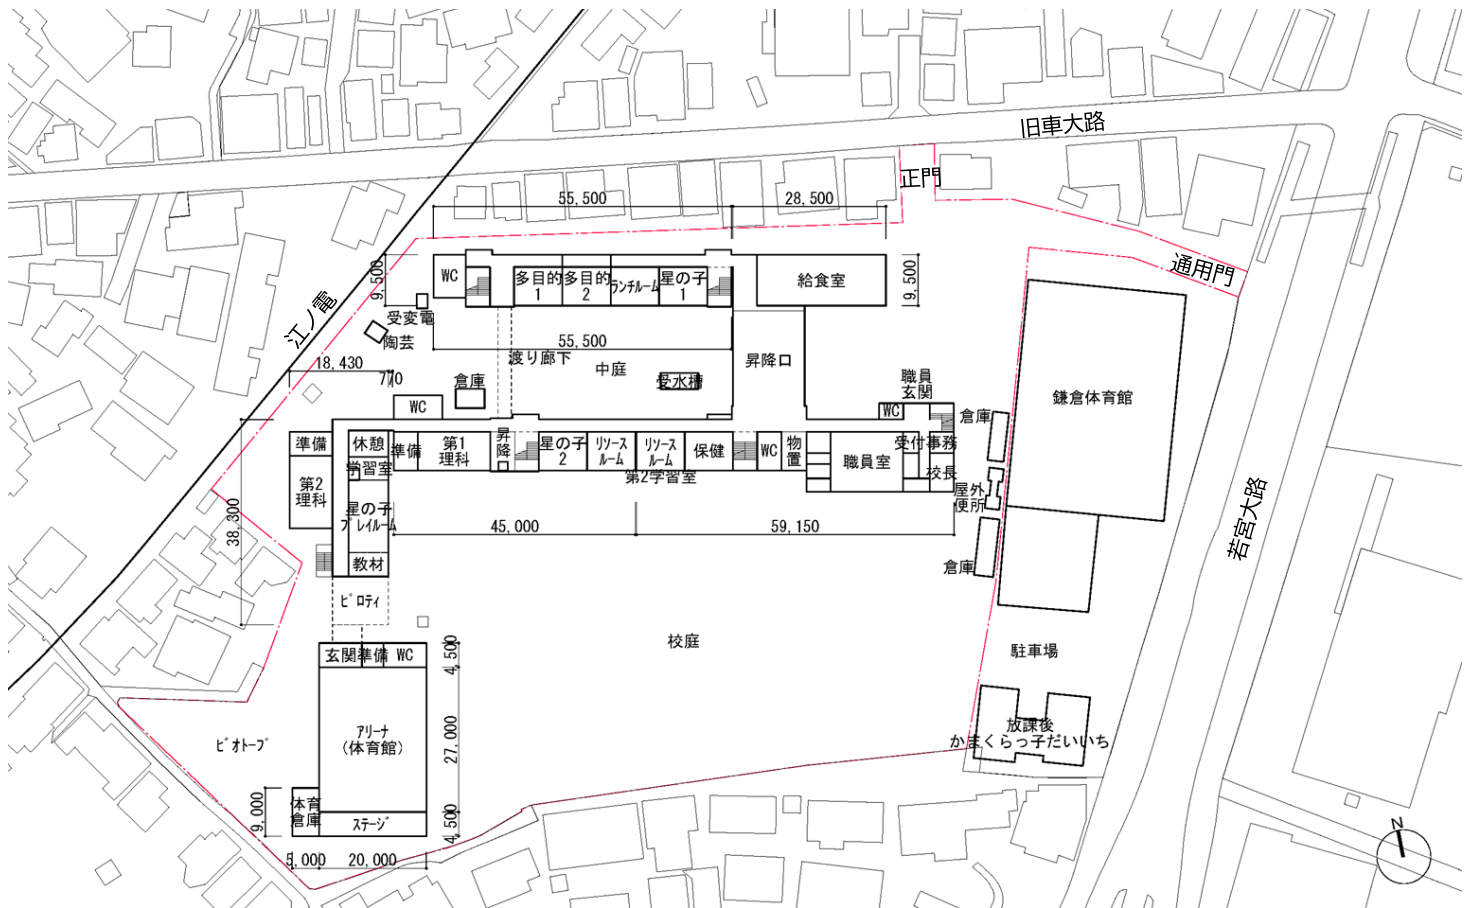 旧車大路
正門
55,500
28,500
通用門
WC
多目的
1
多目的
2
ランチルーム
星の子
1
給食室
9,500
9,500
江ノ電
受変電
陶芸
55,500
渡り廊下
中庭
昇降口
18,430
770
倉庫
受水槽
職員
玄関
鎌倉体育館
WC
WC
倉庫
準備
休憩
準備
第1
理科
昇
降
星の子
2
リソース
ルーム
リソース
ルーム
保健
WC
物
置
職員室
受付事務
校長
学習室
第2学習室
第2
理科
星の子
プレイルーム
屋外
便所
38,300
45,000
59,150
若宮大路
教材
倉庫
ピロティ
校庭
駐車場
玄関
準備
WC
4,500
アリーナ
（体育館）
27,000
ビオトープ
放課後
かまくらっ子だいいち
体育
倉庫
9,000
ステージ
4,500
5,000
20,000
N